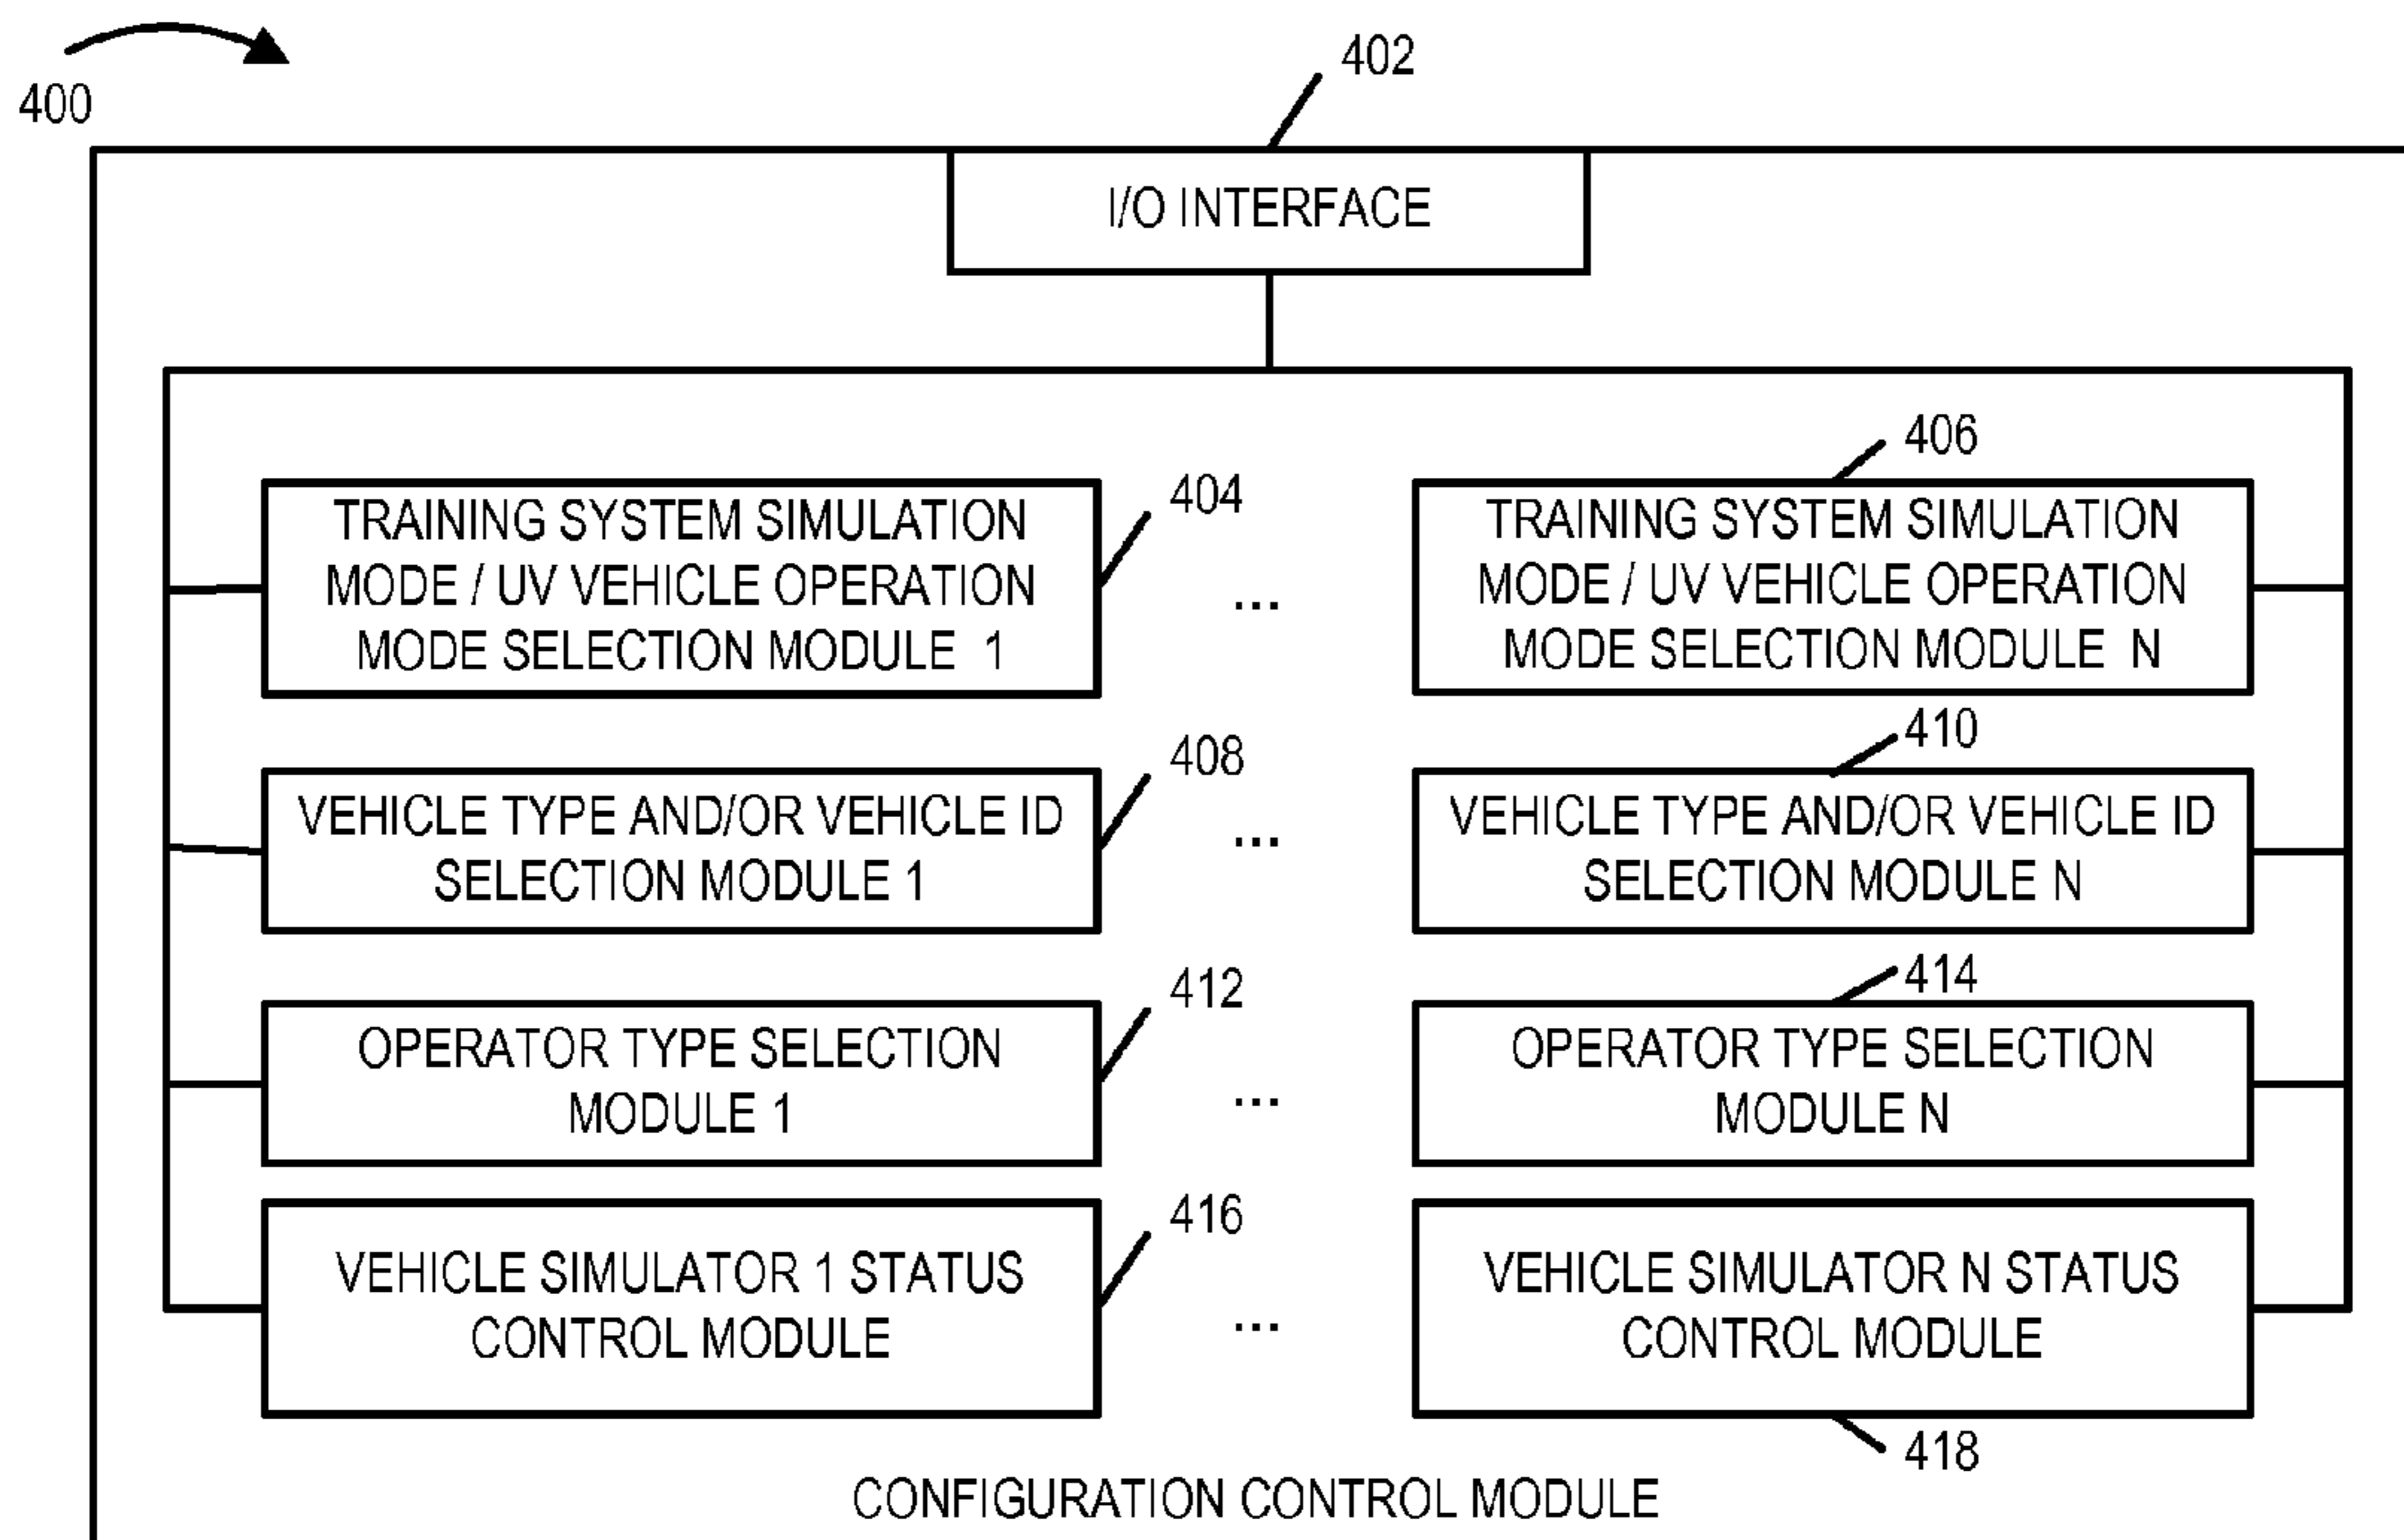 400
402
I/O INTERFACE
404
TRAINING SYSTEM SIMULATION
MODE / UV VEHICLE OPERATION
MODE SELECTION MODULE 1
...
406
TRAINING SYSTEM SIMULATION
MODE / UV VEHICLE OPERATION
MODE SELECTION MODULE N
408
VEHICLE TYPE AND/OR VEHICLE ID
SELECTION MODULE 1
...
410
VEHICLE TYPE AND/OR VEHICLE ID
SELECTION MODULE N
412
OPERATOR TYPE SELECTION
MODULE 1
...
414
OPERATOR TYPE SELECTION
MODULE N
416
VEHICLE SIMULATOR 1 STATUS
CONTROL MODULE
...
VEHICLE SIMULATOR N STATUS
CONTROL MODULE
418
CONFIGURATION CONTROL MODULE